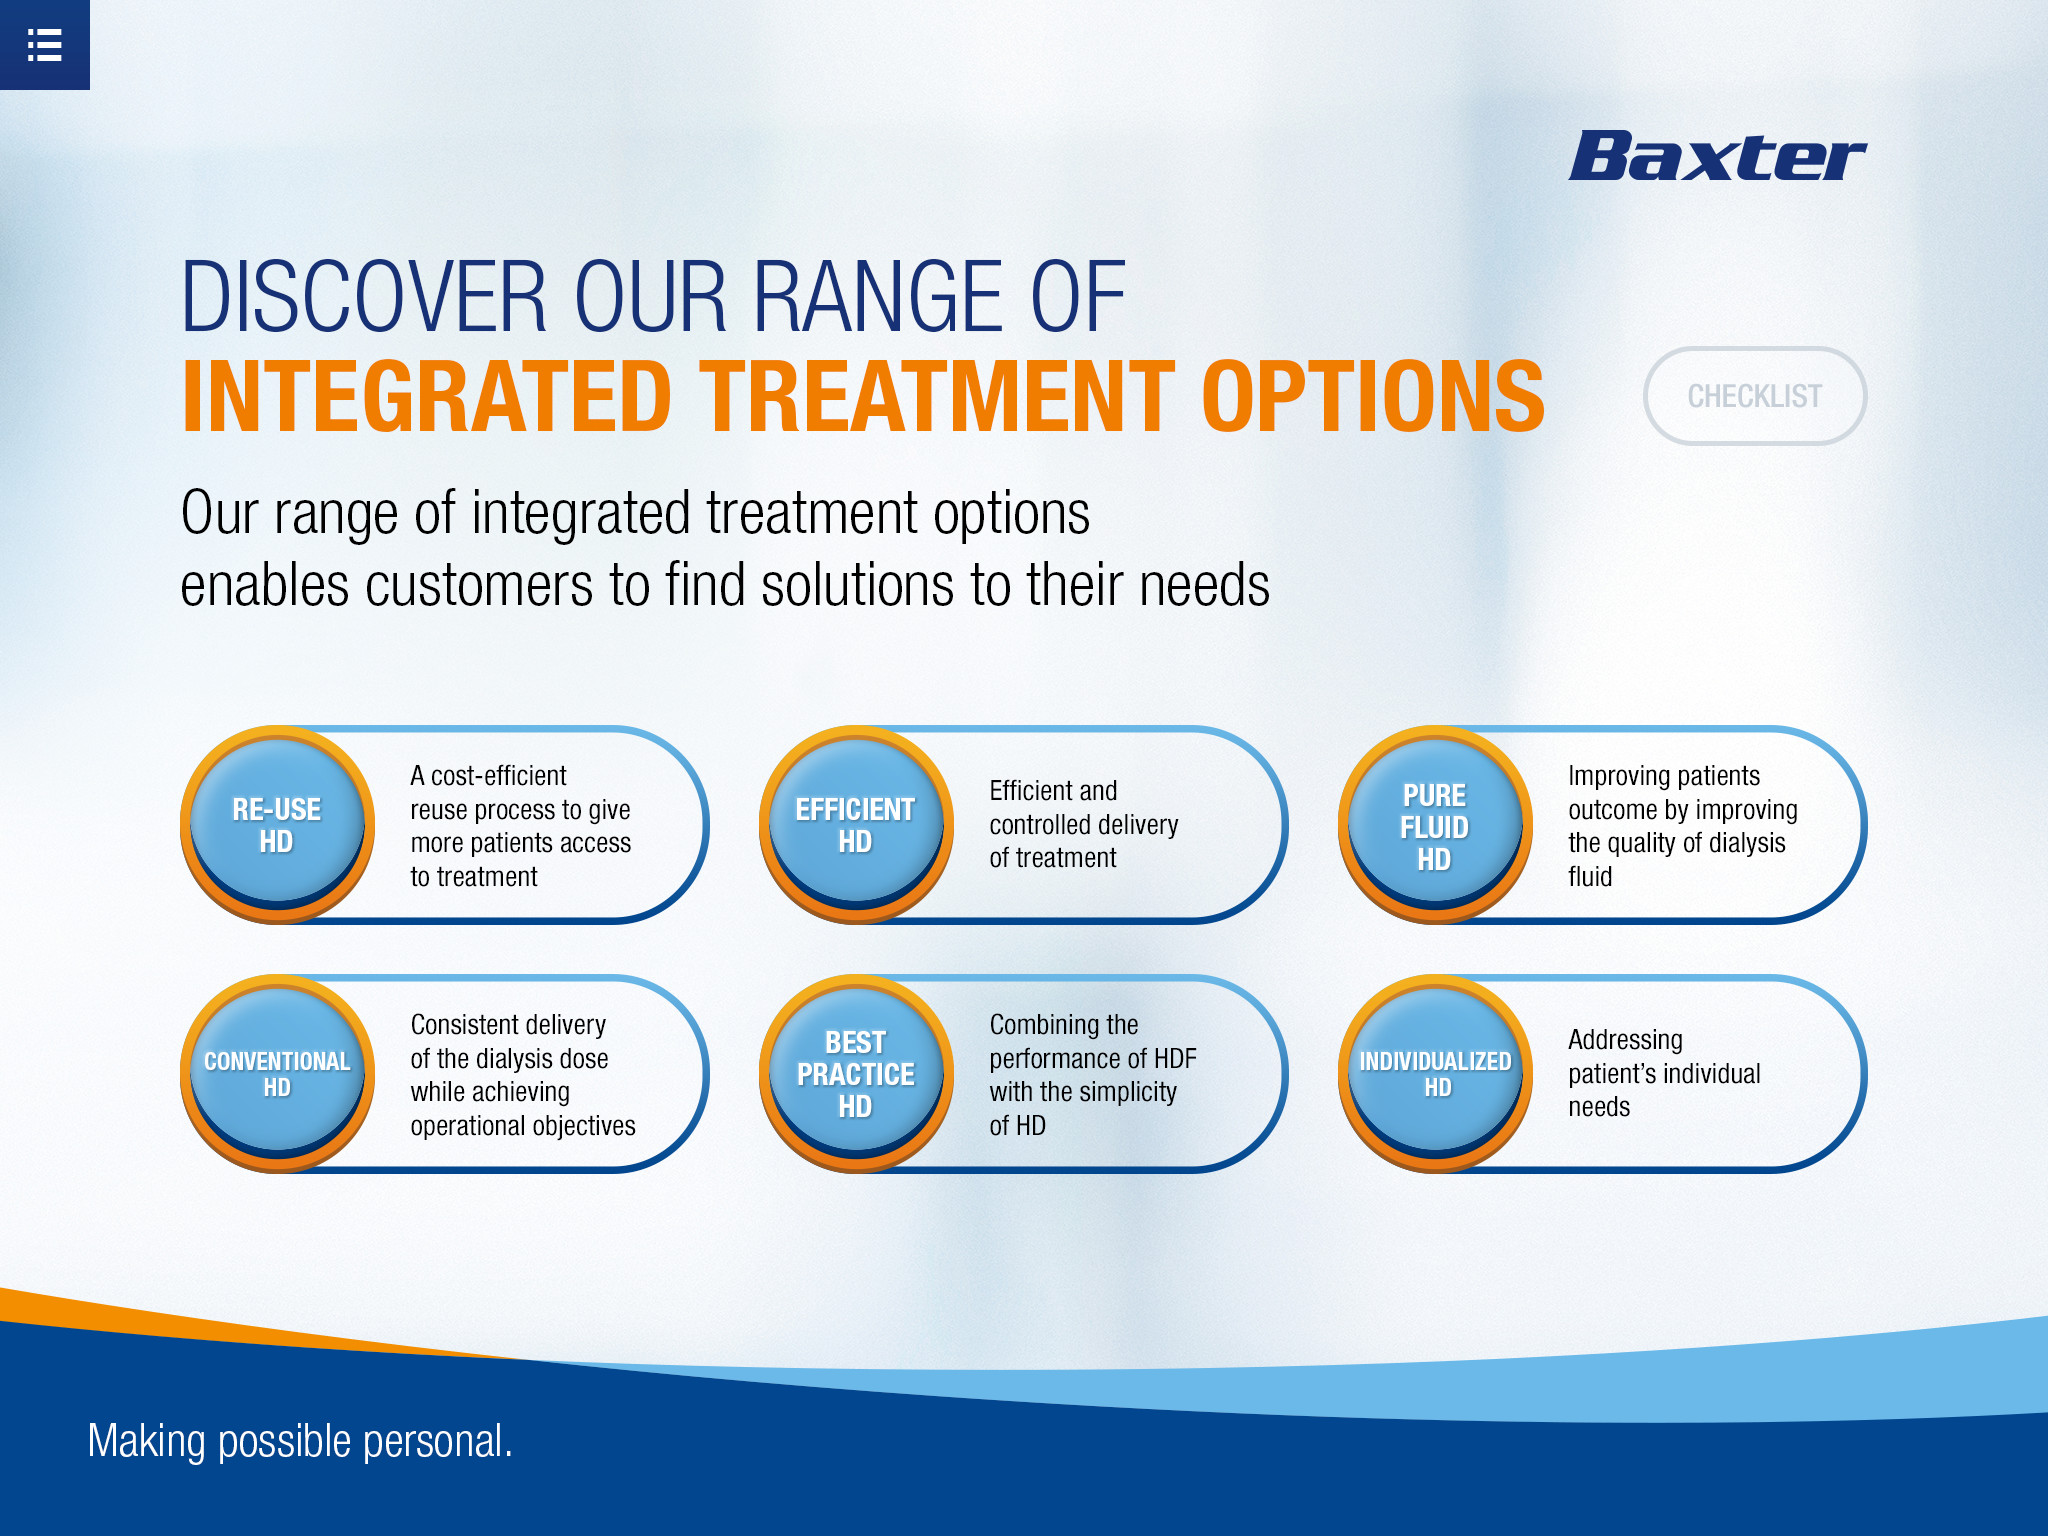 Baxter
DISCOVER OUR RANGE OF
INTEGRATED TREATMENT OPTIONS
CHECKLIST
Our range of integrated treatment options
enables customers to find solutions to their needs
RE-USE
HD
A cost-efficient
reuse process to give
more patients access
to treatment
EFFICIENT
HD
Efficient and
controlled delivery
of treatment
PURE
FLUID
HD
Improving patients
outcome by improving
the quality of dialysis
fluid
CONVENTIONAL
HD
Consistent delivery
of the dialysis dose
while achieving
operational objectives
BEST
PRACTICE
HD
Combining the
performance of HDF
with the simplicity
of HD
INDIVIDUALIZED
HD
Addressing
patient’s individual
needs
Making possible personal.